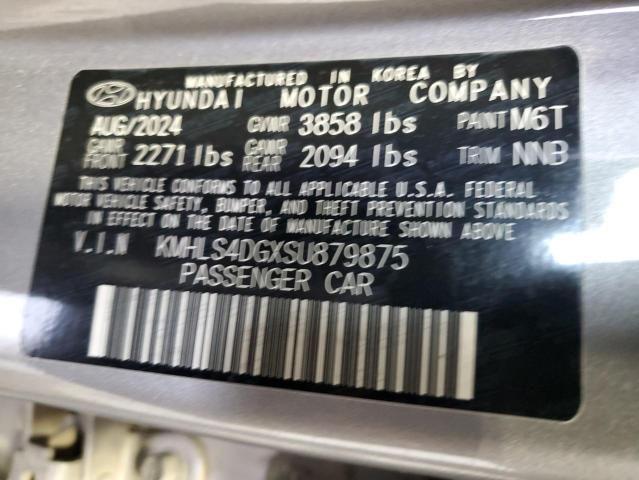 MANUFACTURED IN KOREA BY
HYUNDAI MOTOR COMPANY
AUG/2024 GVWR 3858 lbs PAINT M6T
GAWR FRONT 2271 lbs GAWR REAR 2094 lbs TRIM NNB
THIS VEHICLE CONFORMS TO ALL APPLICABLE U.S.A. FEDERAL
MOTOR VEHICLE SAFETY, BUMPER, AND THEFT PREVENTION STANDARDS
IN EFFECT ON THE DATE OF MANUFACTURE SHOWN ABOVE
V.I.N KMHLS4DGXSU879875
PASSENGER CAR